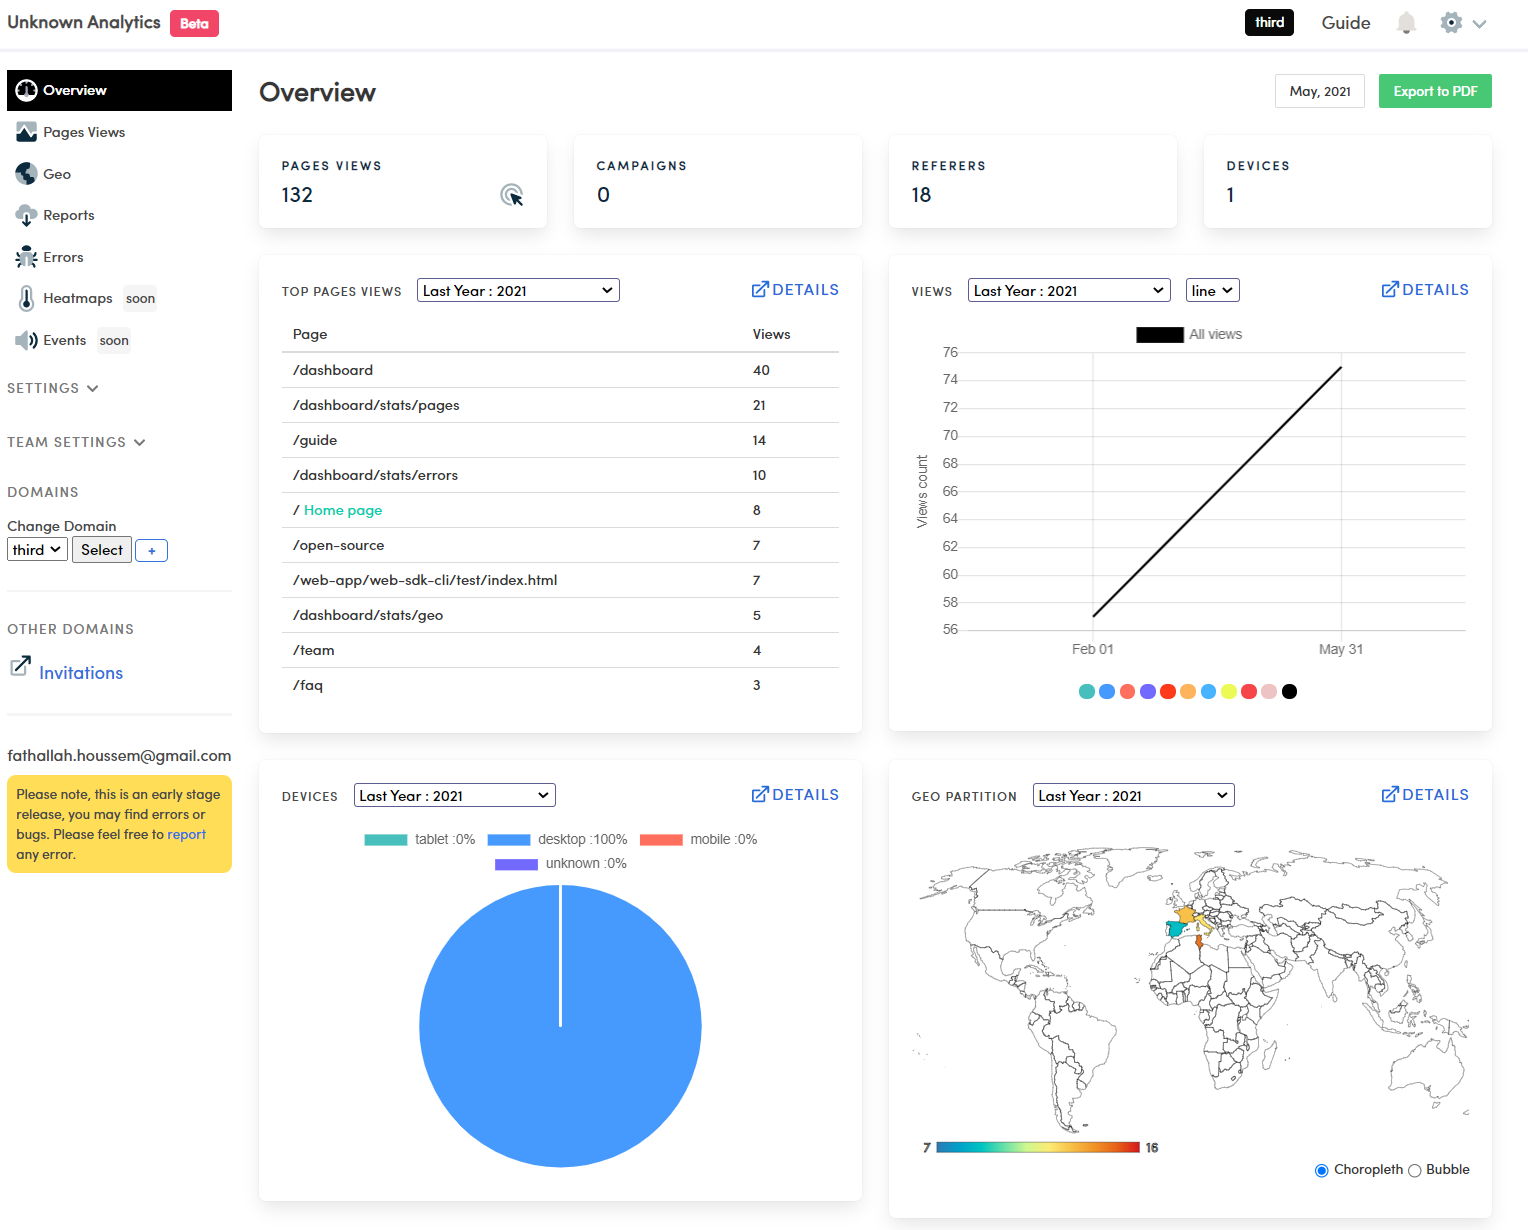 Unknown Analytics Beta
third Guide
Overview
Pages Views
Geo
Reports
Errors
Heatmaps soon
Events soon
SETTINGS
TEAM SETTINGS
DOMAINS
Change Domain
third Select +
OTHER DOMAINS
Invitations
fathallah.houssem@gmail.com
Please note, this is an early stage
release, you may find errors or
bugs. Please feel free to report
any error.
Overview
May, 2021 Export to PDF
PAGES VIEWS
132
CAMPAIGNS
0
REFERERS
18
DEVICES
1
TOP PAGES VIEWS Last Year : 2021 DETAILS
Page Views
/dashboard 40
/dashboard/stats/pages 21
/guide 14
/dashboard/stats/errors 10
/ Home page 8
/open-source 7
/web-app/web-sdk-cli/test/index.html 7
/dashboard/stats/geo 5
/team 4
/faq 3
VIEWS Last Year : 2021 line DETAILS
All views
76
74
72
70
68
66
64
62
60
58
56
Views count
Feb 01 May 31
DEVICES Last Year : 2021 DETAILS
tablet :0% desktop :100% mobile :0%
unknown :0%
GEO PARTITION Last Year : 2021 DETAILS
7 16
Choropleth Bubble